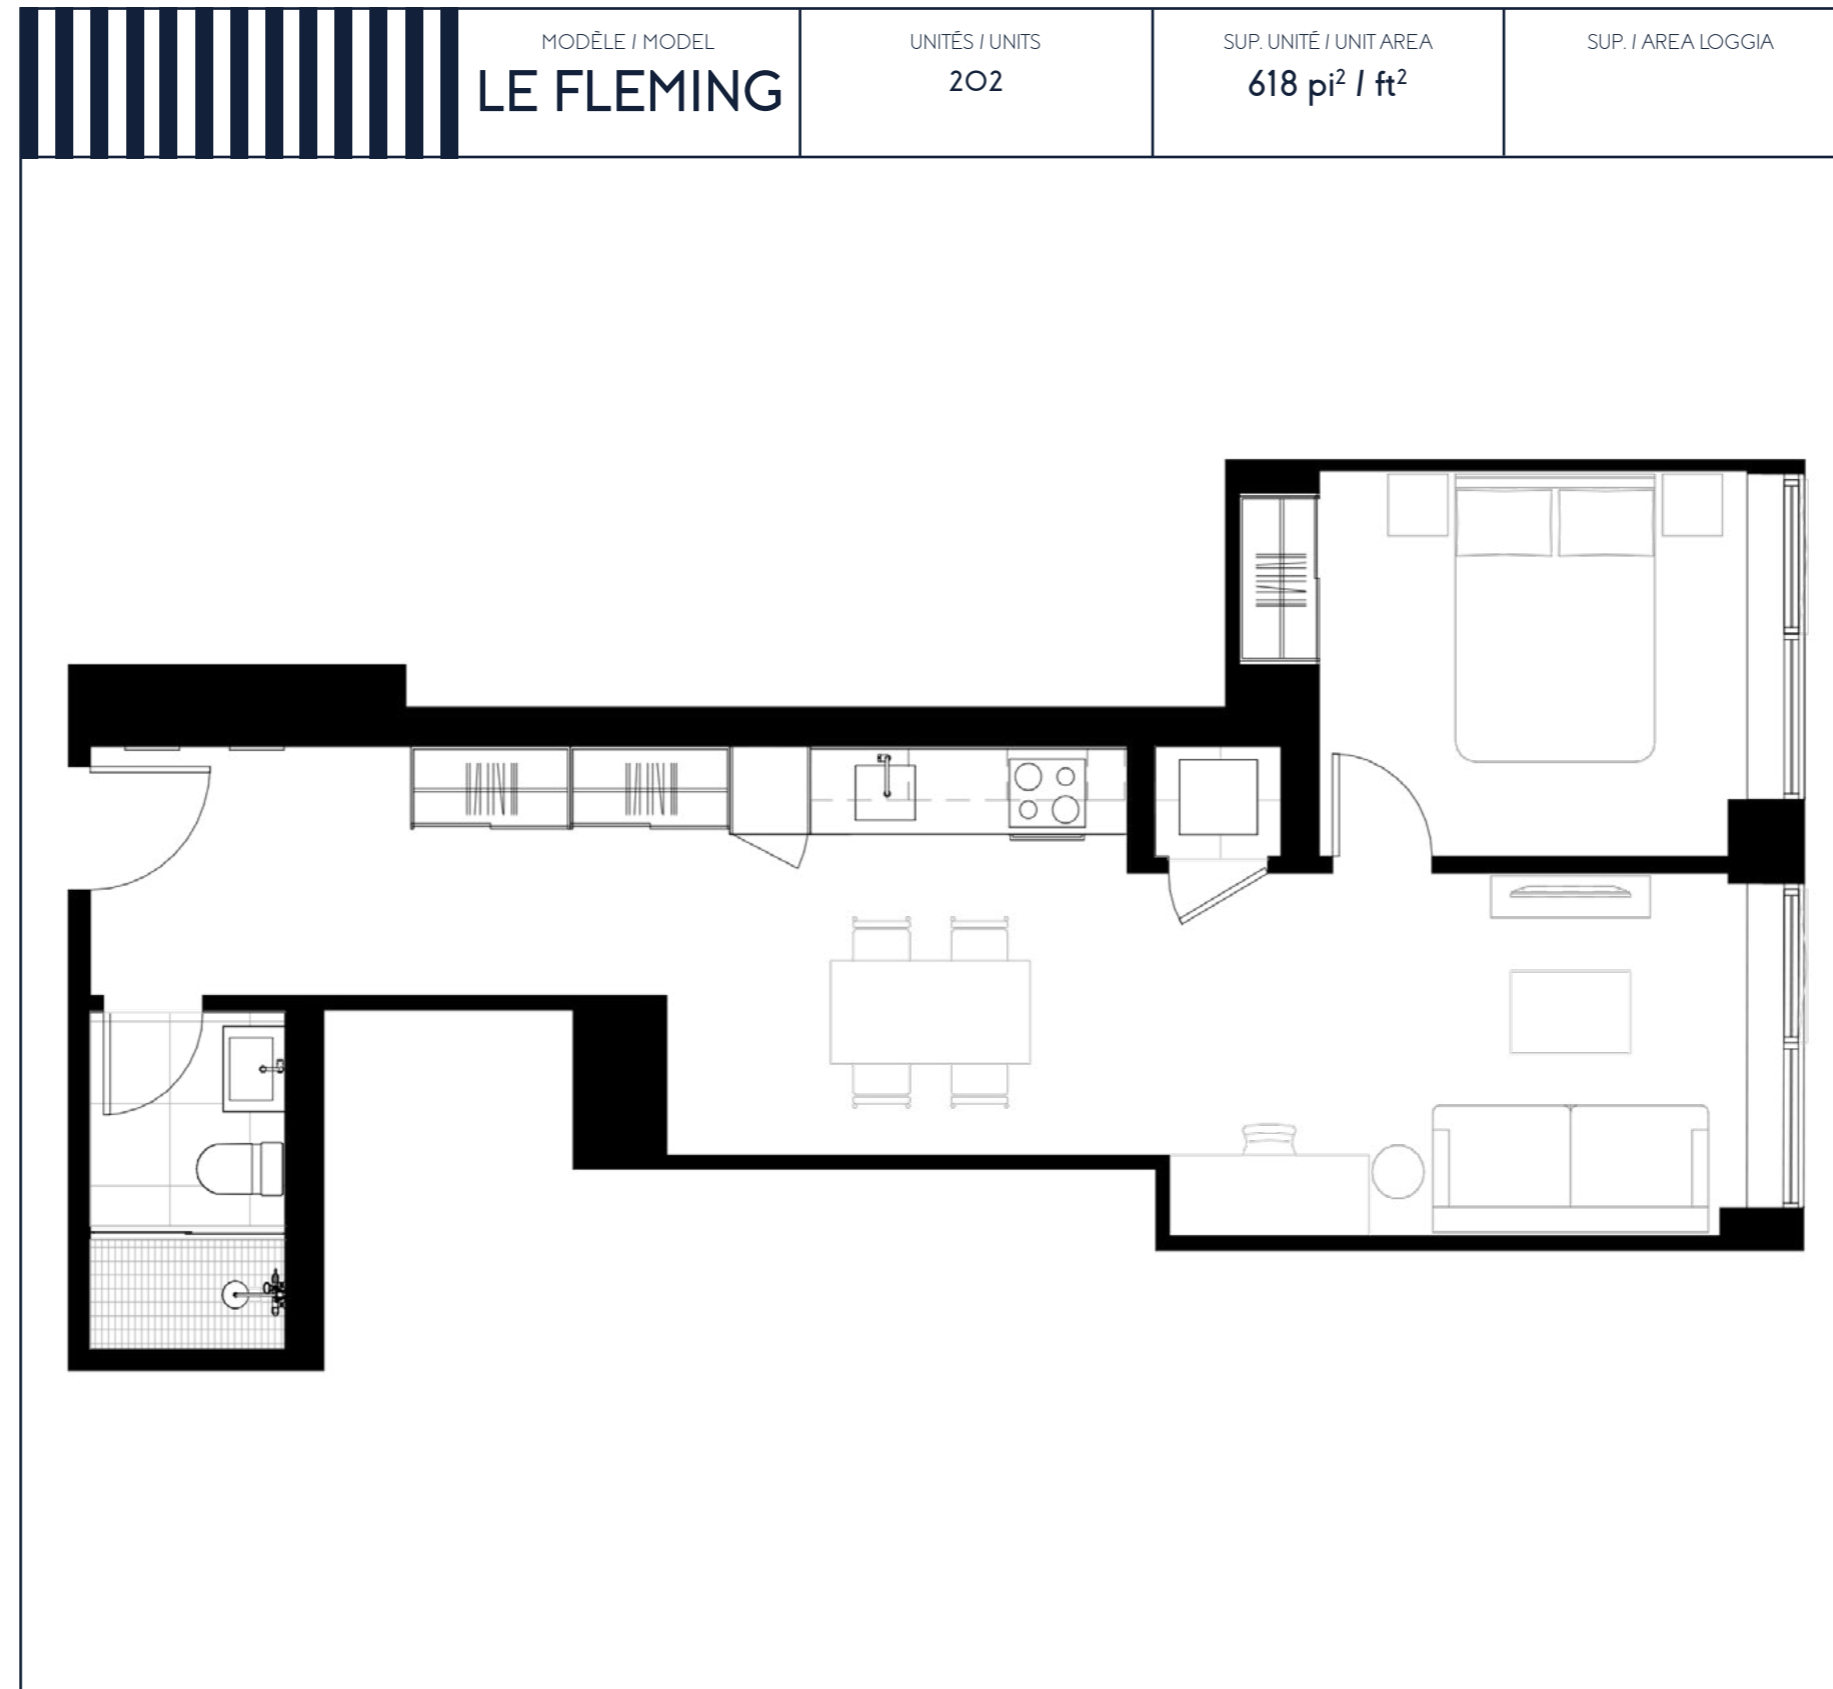 MODÈLE / MODEL
LE FLEMING
UNITÉS / UNITS
202
SUP. UNITÉ / UNIT AREA
618 pi² / ft²
SUP. / AREA LOGGIA